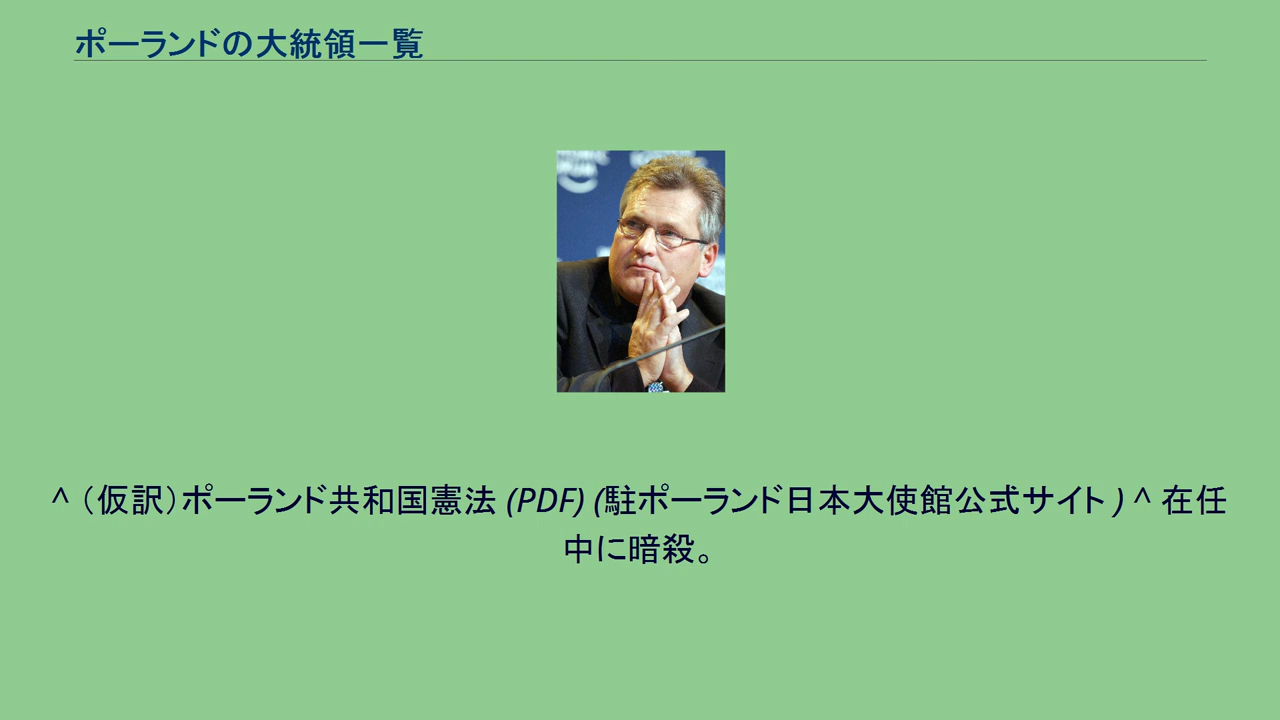 ポーランドの大統領一覧
^ （仮訳）ポーランド共和国憲法 (PDF) (駐ポーランド日本大使館公式サイト ) ^ 在任
中に暗殺。